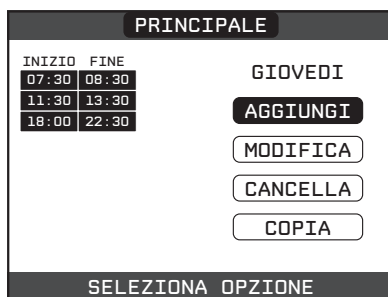 PRINCIPALE
INIZIO FINE
07:30 08:30
11:30 13:30
18:00 22:30
GIOVEDI
AGGIUNGI
MODIFICA
CANCELLA
COPIA
SELEZIONA OPZIONE